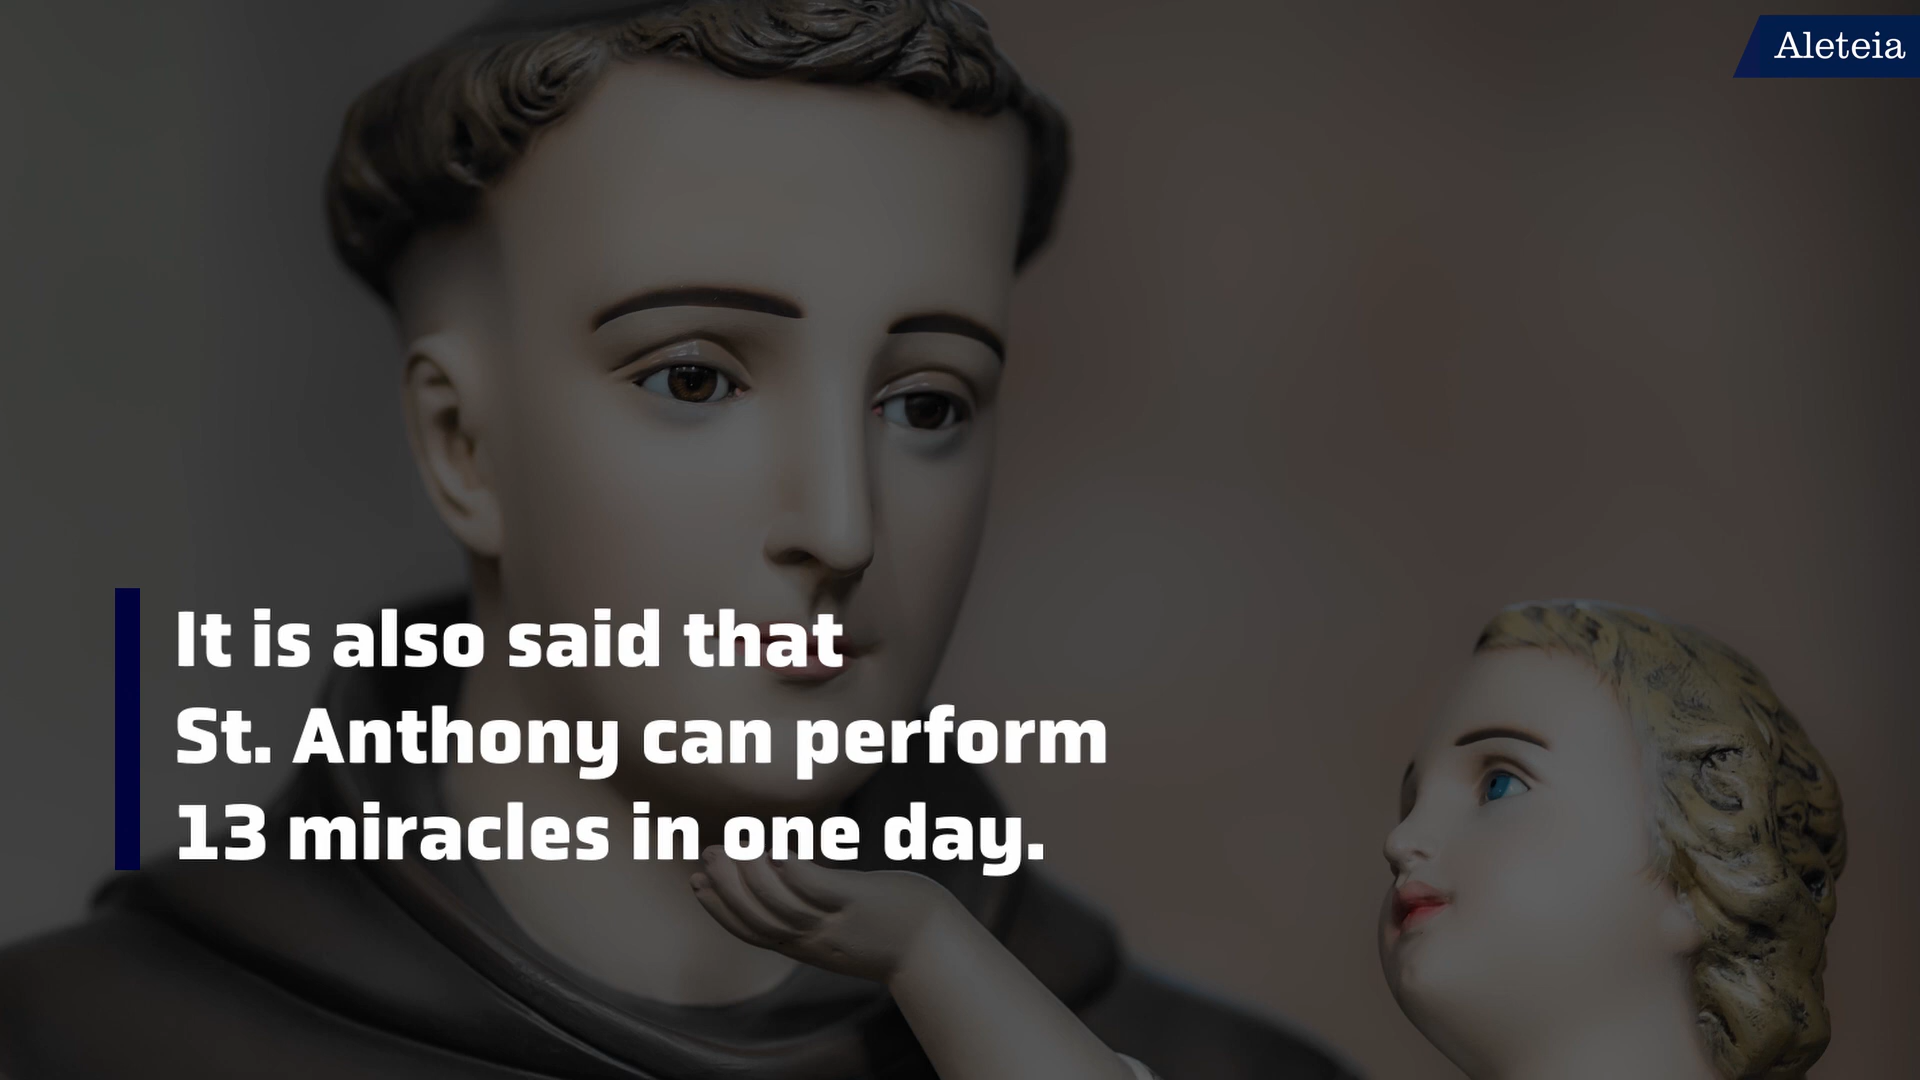 Aleteia
It is also said that
St. Anthony can perform
13 miracles in one day.